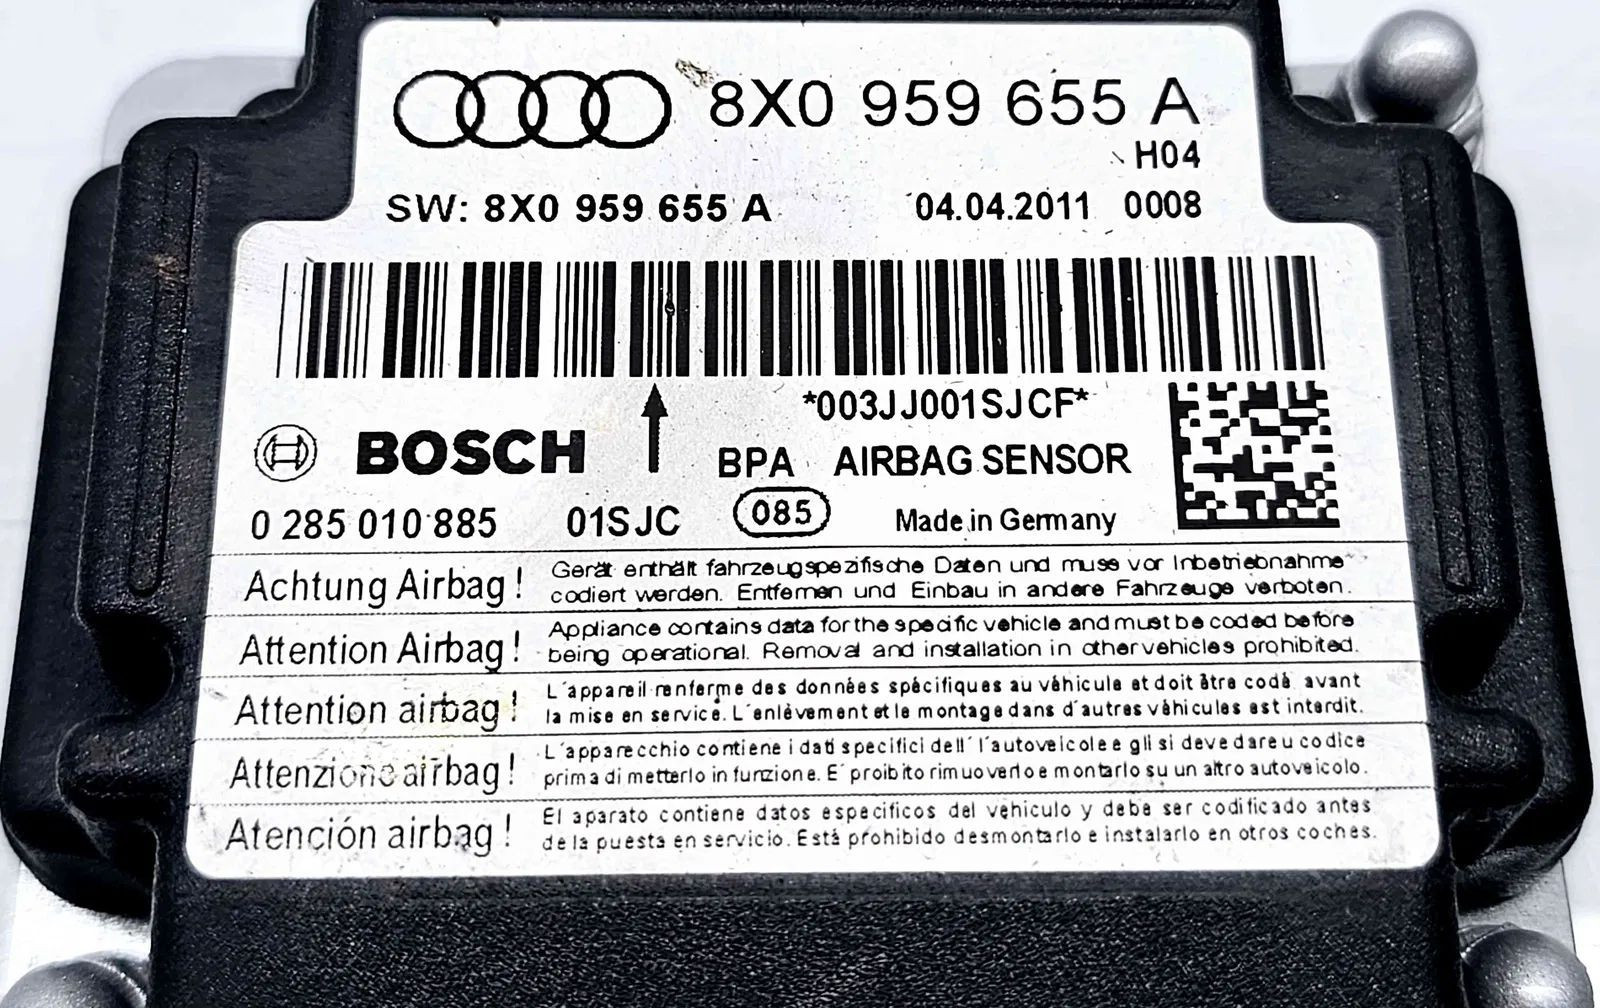 8X0 959 655 A
H04
SW: 8X0 959 655 A 04.04.2011 0008
*003JJ001SJCF*
BOSCH BPA AIRBAG SENSOR
0 285 010 885 01SJC 085 Made in Germany
Achtung Airbag! Gerät enthält fahrzeugspezifische Daten und muss vor Inbetriebnahme
codiert werden. Entfernen und Einbau in andere Fahrzeuge verboten.
Attention Airbag! Appliance contains data for the specific vehicle and must be coded before
being operational. Removal and installation in other vehicles prohibited.
Attention airbag! L´appareil renferme des données spécifiques au véhicule et doit être codé avant
la mise en service. L´enlèvement et le montage dans d´autres véhicules est interdit.
Attenzione airbag! L´apparecchio contiene i dati specifici dell´ l´autoveicolo e gli si deve dare u codice
prima di metterlo in funzione. E´ proibito rimuoverlo e montarlo su un altro autoveicolo.
Atención airbag! El aparato contiene datos especificos del vehiculo y debe ser codificado antes
de la puesta en servicio. Está prohibido desmontarlo e instalarlo en otros coches.